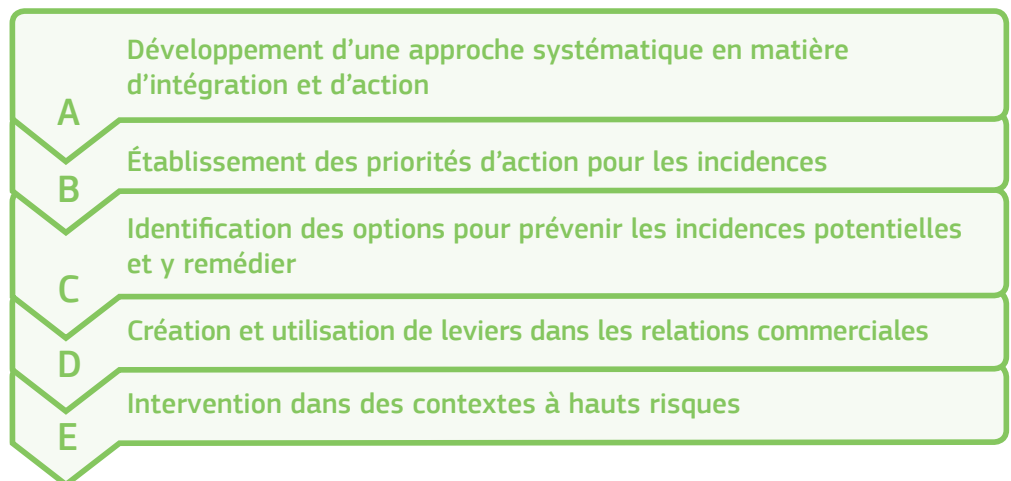 Développement d’une approche systématique en matière
d’intégration et d’action
A
Établissement des priorités d’action pour les incidences
B
Identification des options pour prévenir les incidences potentielles
et y remédier
C
Création et utilisation de leviers dans les relations commerciales
D
Intervention dans des contextes à hauts risques
E